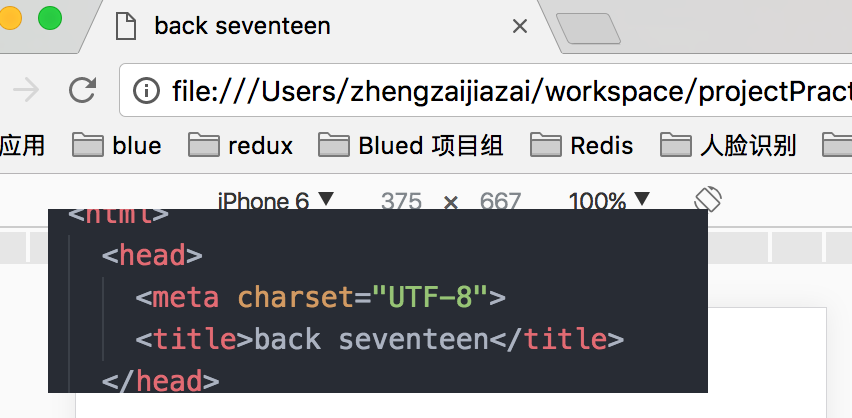 back seventeen
file:///Users/zhengzaijiazai/workspace/projectPract
应用 blue redux Blued 项目组 Redis 人脸识别
iPhone 6 ▼ 375 × 667 100% ▼
<html>
<head>
<meta charset="UTF-8">
<title>back seventeen</title>
</head>